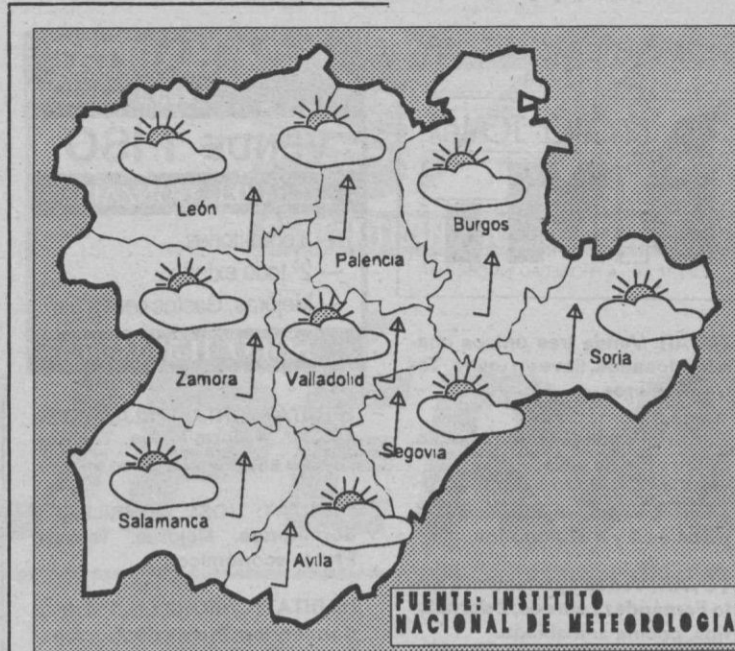 León
Palencia
Burgos
Zamora
Valladolid
Soria
Segovia
Salamanca
Avila
FUENTE: INSTITUTO
NACIONAL DE METEOROLOGIA